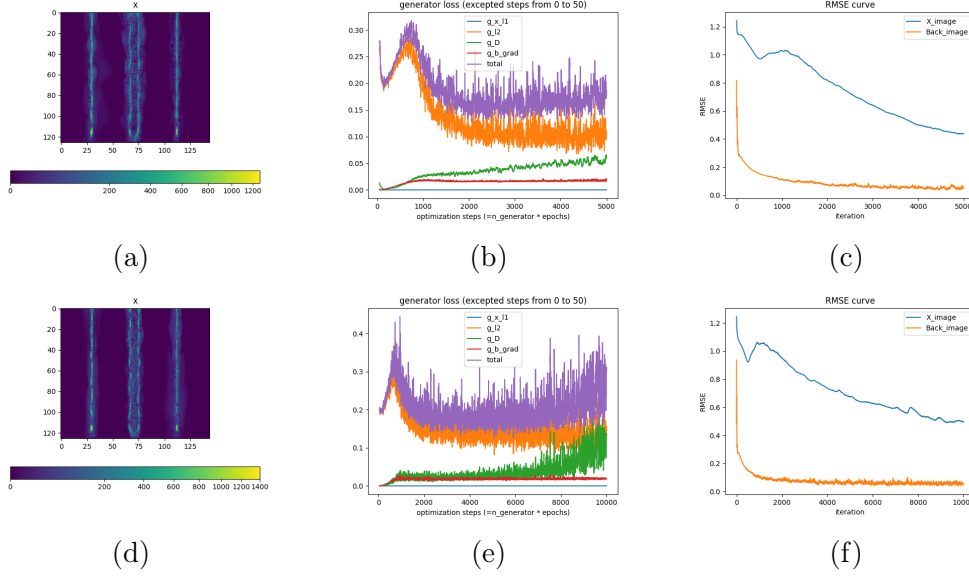 x
0
20
40
60
80
100
120
0 25 50 75 100 125
0 200 400 600 800 1000 1200
(a)
generator loss (excepted steps from 0 to 50)
g_x_l1
g_l2
g_D
g_b_grad
total
0.30
0.25
0.20
0.15
0.10
0.05
0.00
0 1000 2000 3000 4000 5000
optimization steps (=n_generator * epochs)
(b)
RMSE curve
X_image
Back_image
RMSE
1.2
1.0
0.8
0.6
0.4
0.2
0.0
0 1000 2000 3000 4000 5000
iteration
(c)
x
0
20
40
60
80
100
120
0 25 50 75 100 125
0 200 400 600 800 1000 1200 1400
(d)
generator loss (excepted steps from 0 to 50)
g_x_l1
g_l2
g_D
g_b_grad
total
0.4
0.3
0.2
0.1
0.0
0 2000 4000 6000 8000 10000
optimization steps (=n_generator * epochs)
(e)
RMSE curve
X_image
Back_image
RMSE
1.2
1.0
0.8
0.6
0.4
0.2
0.0
0 2000 4000 6000 8000 10000
iteration
(f)